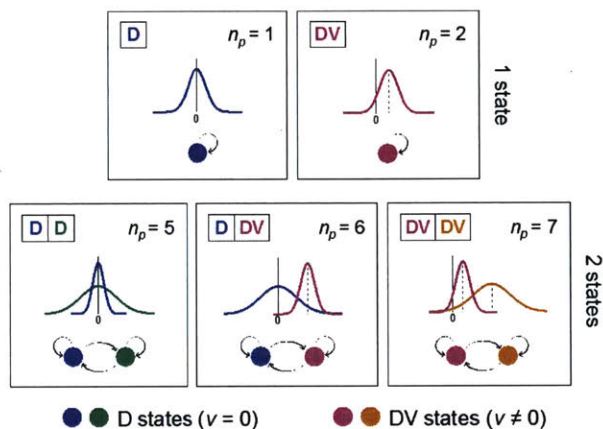 D n_p = 1
0
DV n_p = 2
0
1 state
D D n_p = 5
0
D DV n_p = 6
0
DV DV n_p = 7
0
2 states
D states (v = 0)
DV states (v ≠ 0)